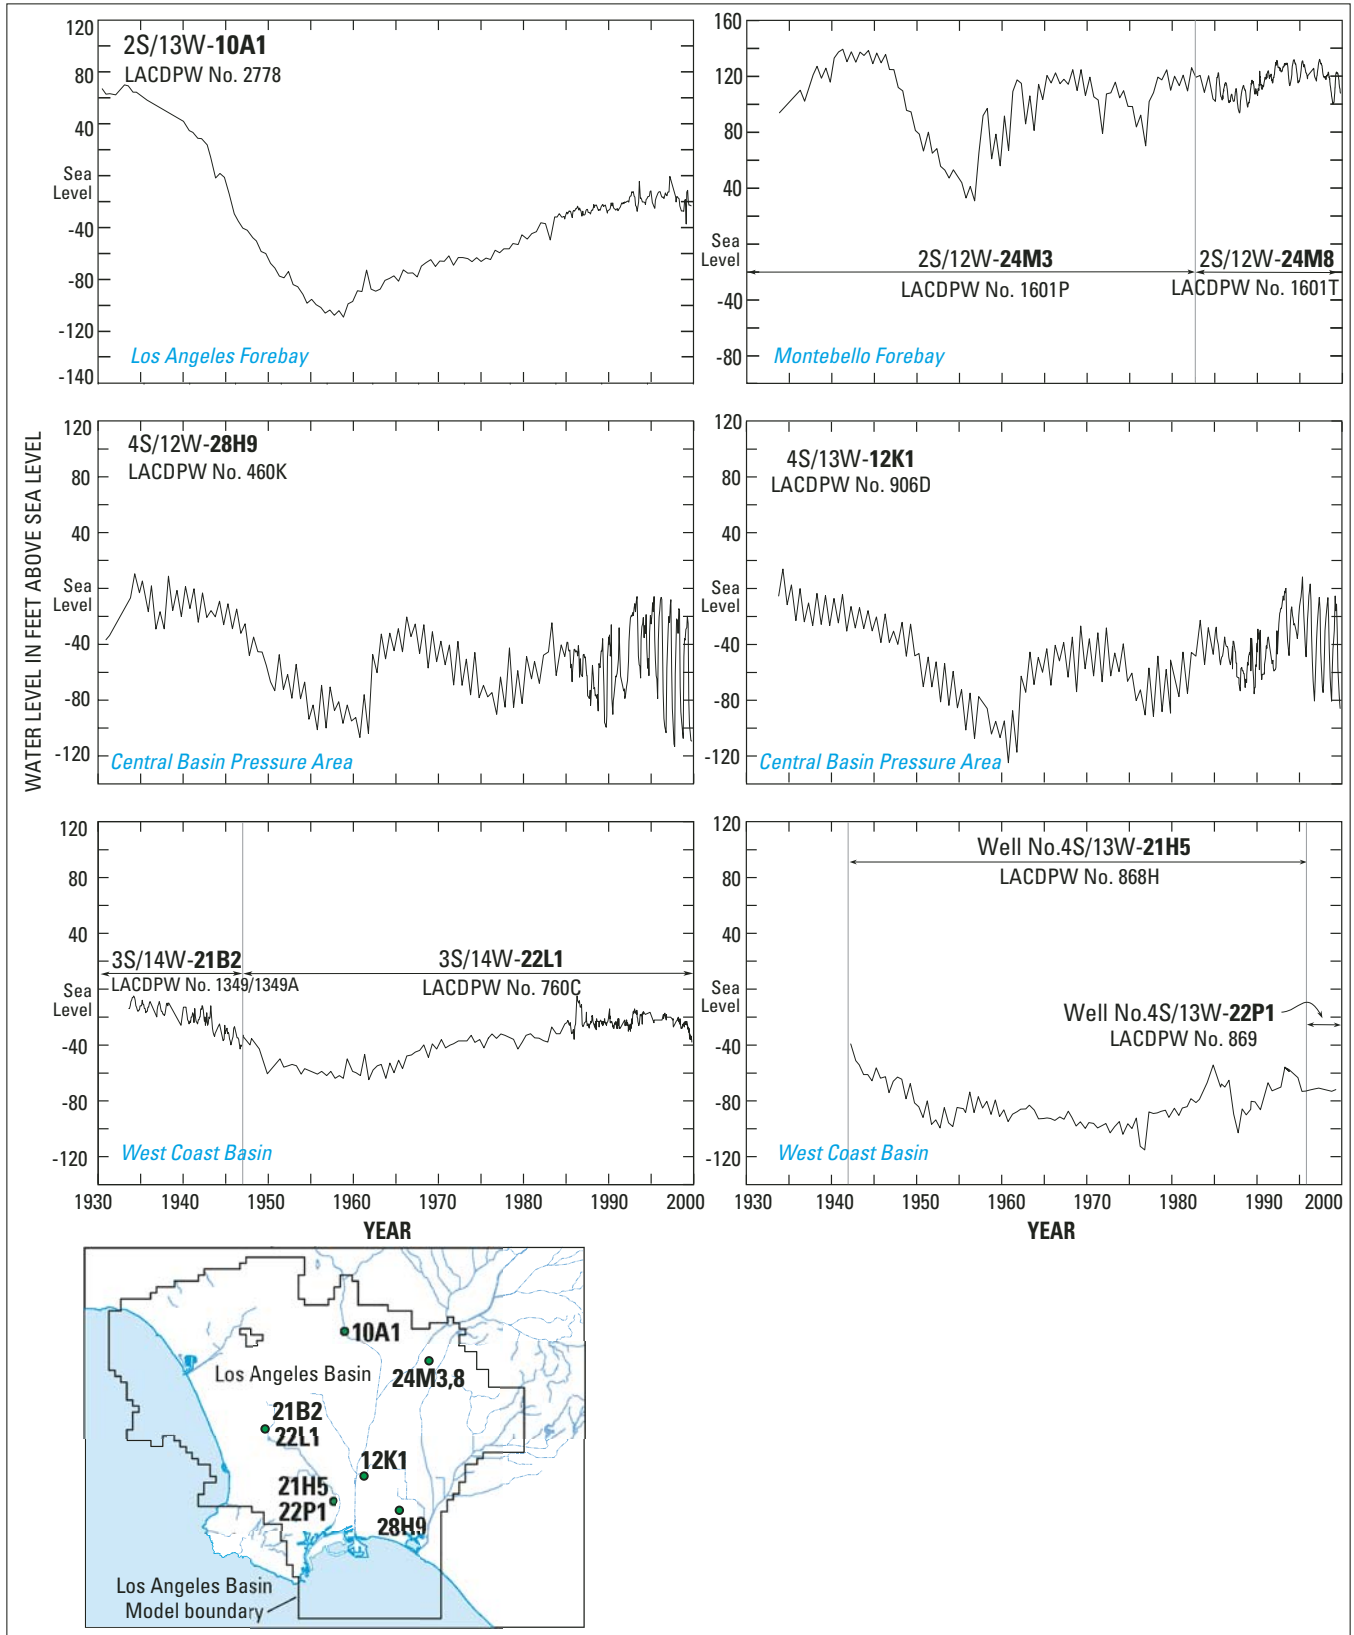 WATER LEVEL IN FEET ABOVE SEA LEVEL
120
80
40
Sea
Level
-40
-80
-120
-140
2S/13W-10A1
LACDPW No. 2778
Los Angeles Forebay
160
120
80
40
Sea
Level
-40
-80
2S/12W-24M3
LACDPW No. 1601P
2S/12W-24M8
LACDPW No. 1601T
Montebello Forebay
120
80
40
Sea
Level
-40
-80
-120
4S/12W-28H9
LACDPW No. 460K
Central Basin Pressure Area
120
80
40
Sea
Level
-40
-80
-120
4S/13W-12K1
LACDPW No. 906D
Central Basin Pressure Area
120
80
40
Sea
Level
-40
-80
-120
3S/14W-21B2
LACDPW No. 1349/1349A
3S/14W-22L1
LACDPW No. 760C
West Coast Basin
1930 1940 1950 1960 1970 1980 1990 2000
YEAR
120
80
40
Sea
Level
-40
-80
-120
Well No.4S/13W-21H5
LACDPW No. 868H
Well No.4S/13W-22P1
LACDPW No. 869
West Coast Basin
1930 1940 1950 1960 1970 1980 1990 2000
YEAR
10A1
Los Angeles Basin
24M3,8
21B2
22L1
12K1
21H5
22P1
28H9
Los Angeles Basin
Model boundary